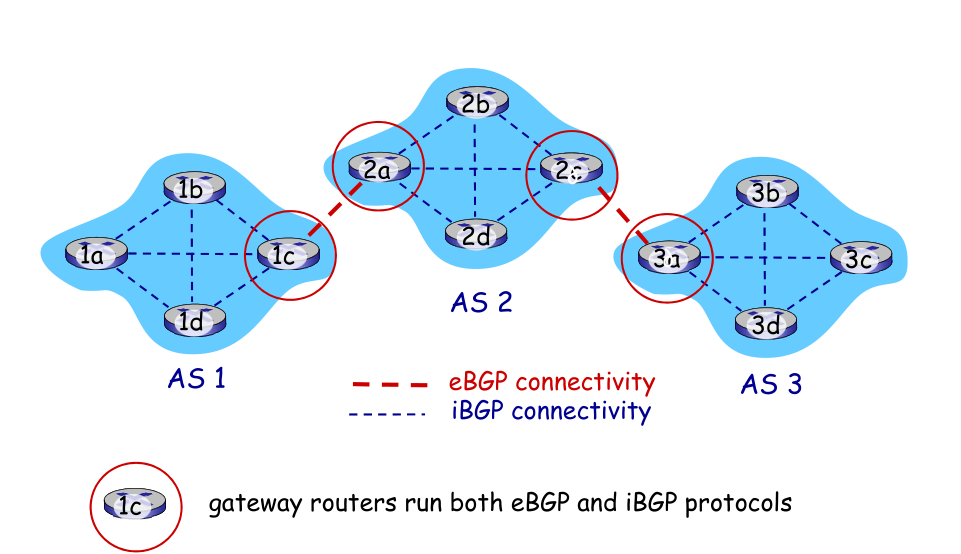 2b
2a
2c
2d
AS 2
1b
1a
1c
1d
AS 1
3b
3a
3c
3d
AS 3
eBGP connectivity
iBGP connectivity
1c
gateway routers run both eBGP and iBGP protocols